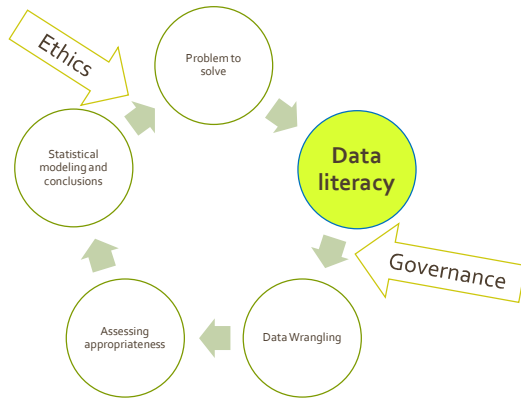 Ethics
Problem to
solve
Data
literacy
Governance
Data Wrangling
Assessing
appropriateness
Statistical
modeling and
conclusions